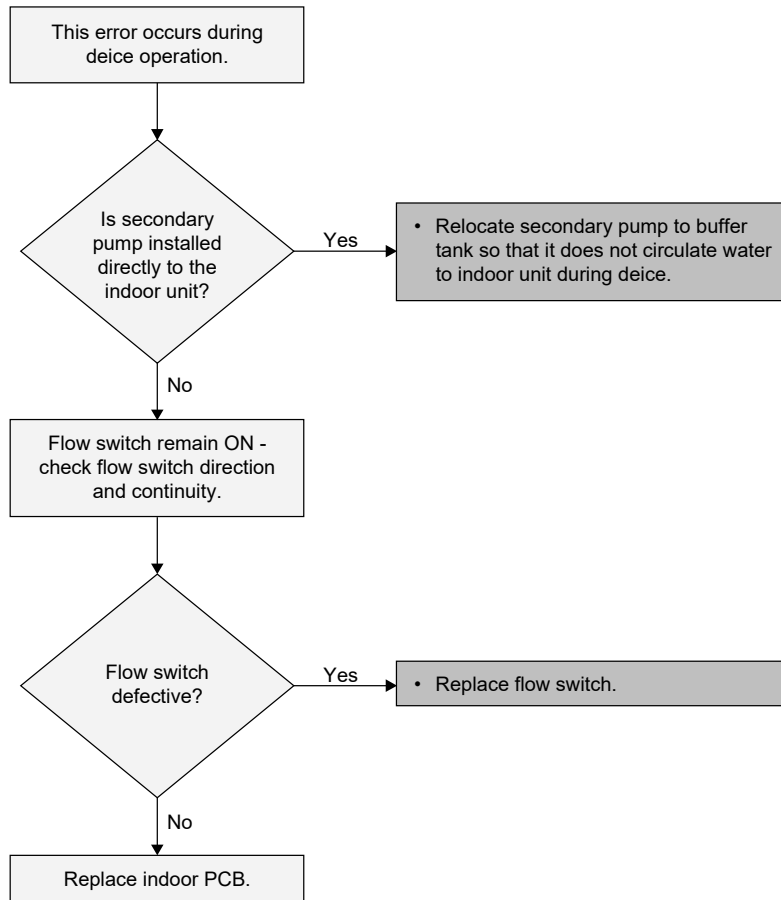 This error occurs during
deice operation.
Is secondary
pump installed
directly to the
indoor unit?
Yes
• Relocate secondary pump to buffer
tank so that it does not circulate water
to indoor unit during deice.
No
Flow switch remain ON -
check flow switch direction
and continuity.
Flow switch
defective?
Yes
• Replace flow switch.
No
Replace indoor PCB.